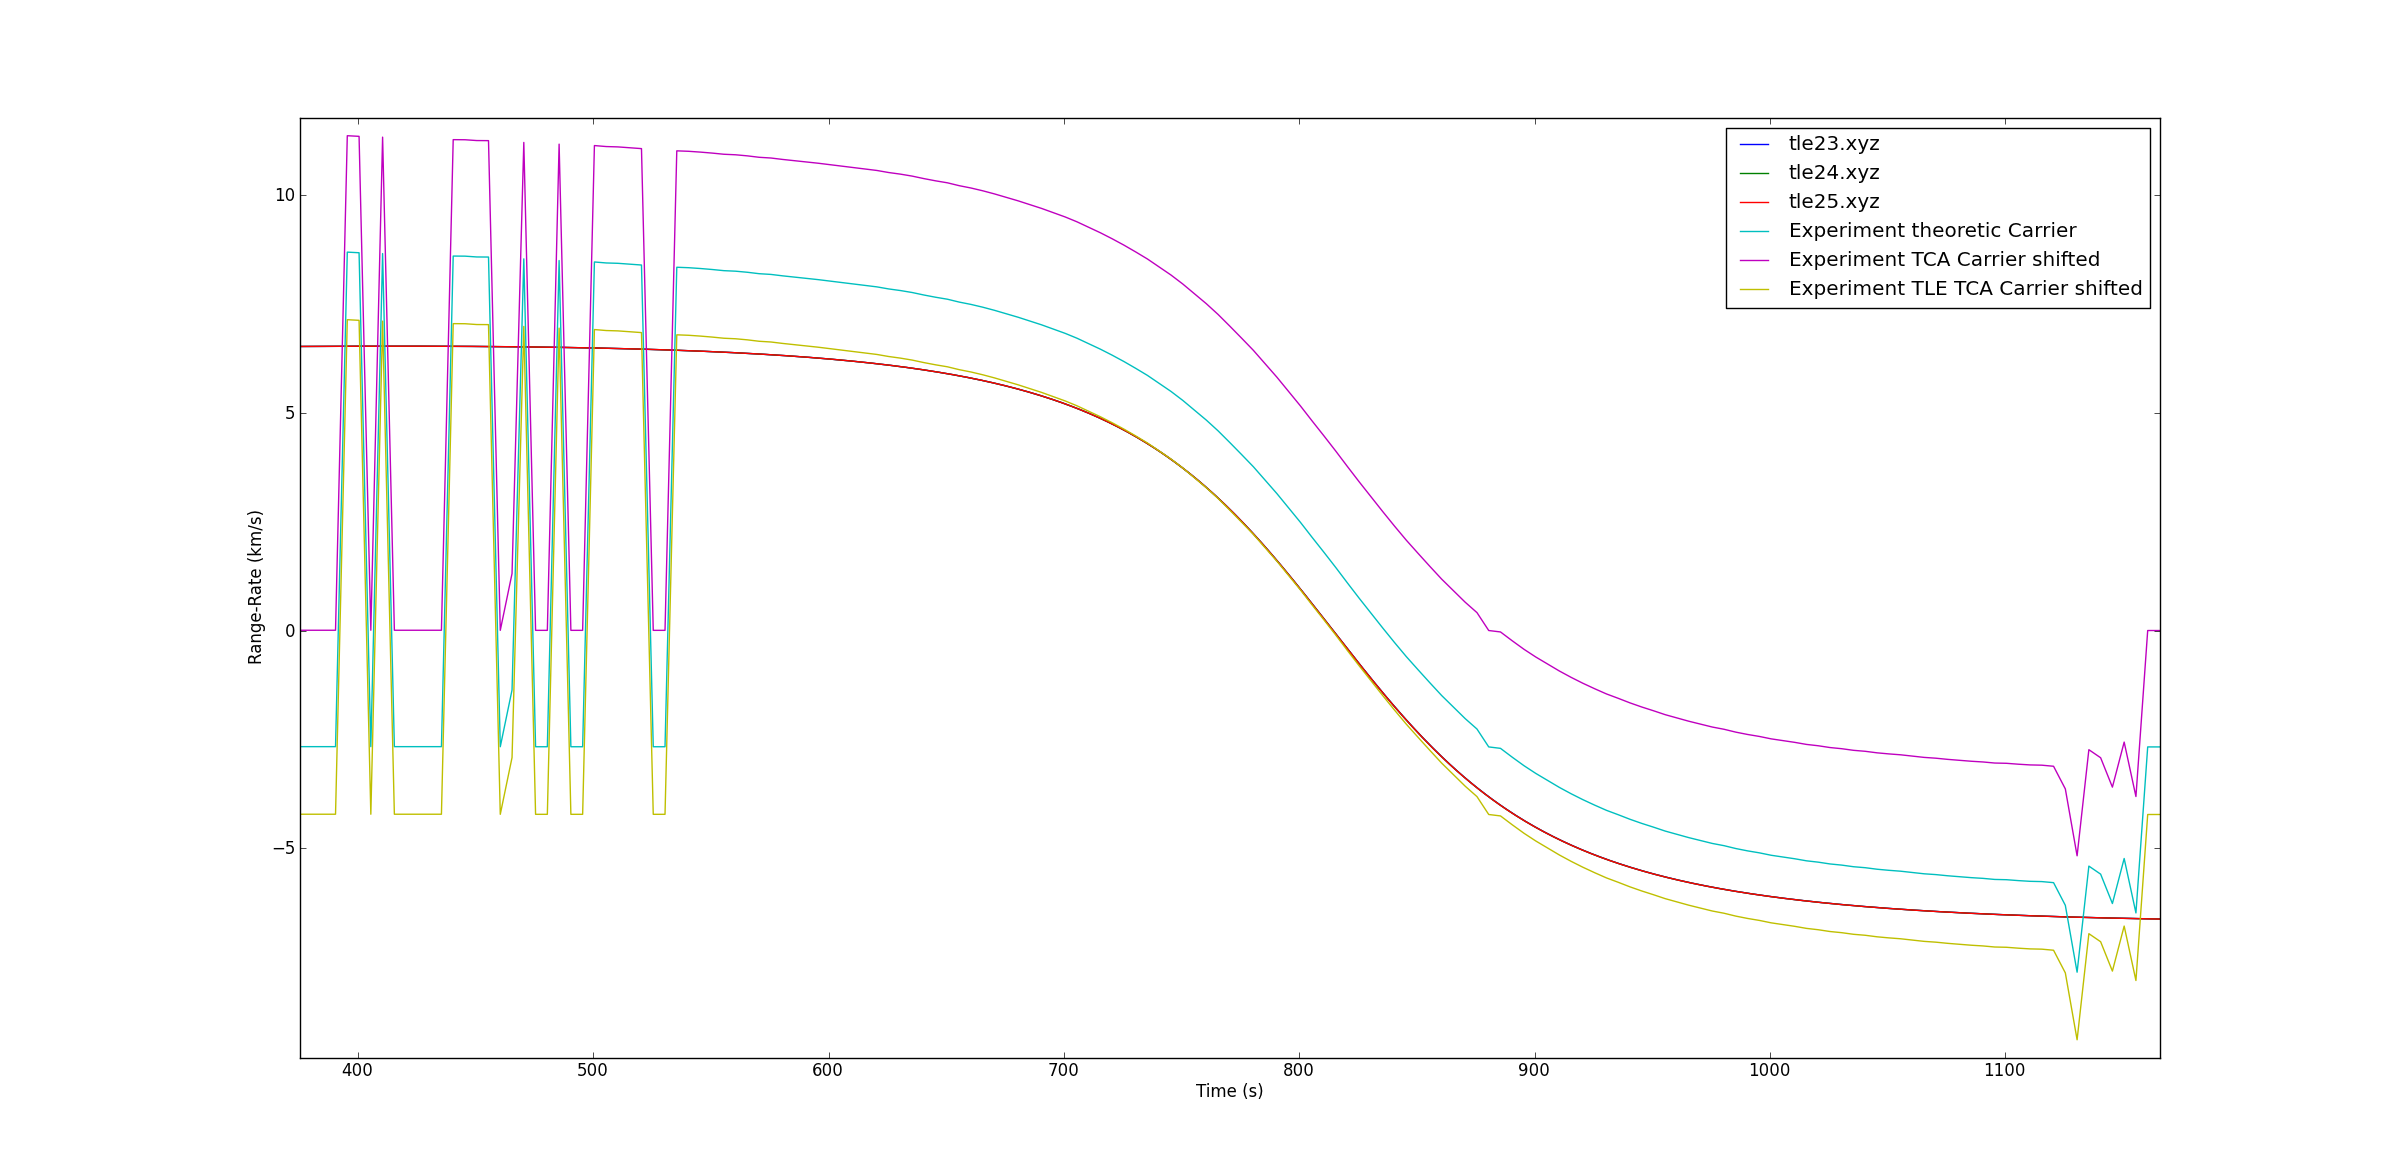 tle23.xyz
tle24.xyz
tle25.xyz
Experiment theoretic Carrier
Experiment TCA Carrier shifted
Experiment TLE TCA Carrier shifted
10
5
0
−5
Range-Rate (km/s)
400 500 600 700 800 900 1000 1100
Time (s)